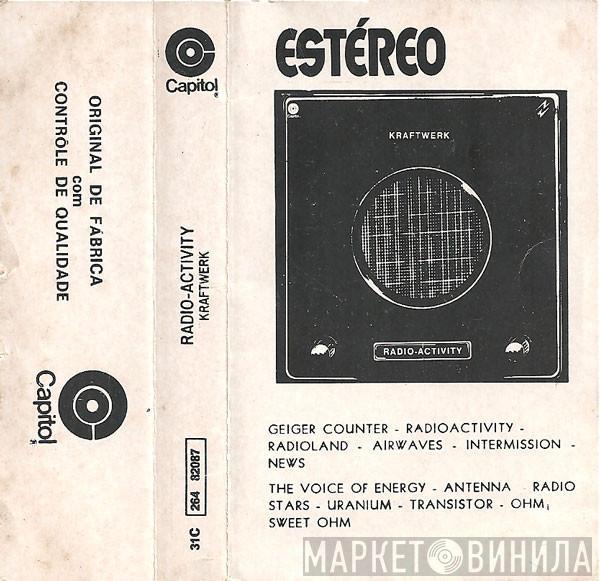 ORIGINAL DE FÁBRICA
com
CONTRÔLE DE QUALIDADE
Capitol
Capitol
RADIO-ACTIVITY
KRAFTWERK
31C 264 82087
ESTÉREO
Capitol
KRAFTWERK
RADIO-ACTIVITY
GEIGER COUNTER - RADIOACTIVITY -
RADIOLAND - AIRWAVES - INTERMISSION -
NEWS
THE VOICE OF ENERGY - ANTENNA RADIO
STARS - URANIUM - TRANSISTOR - OHM,
SWEET OHM
МАРКЕТ ВИНИЛА